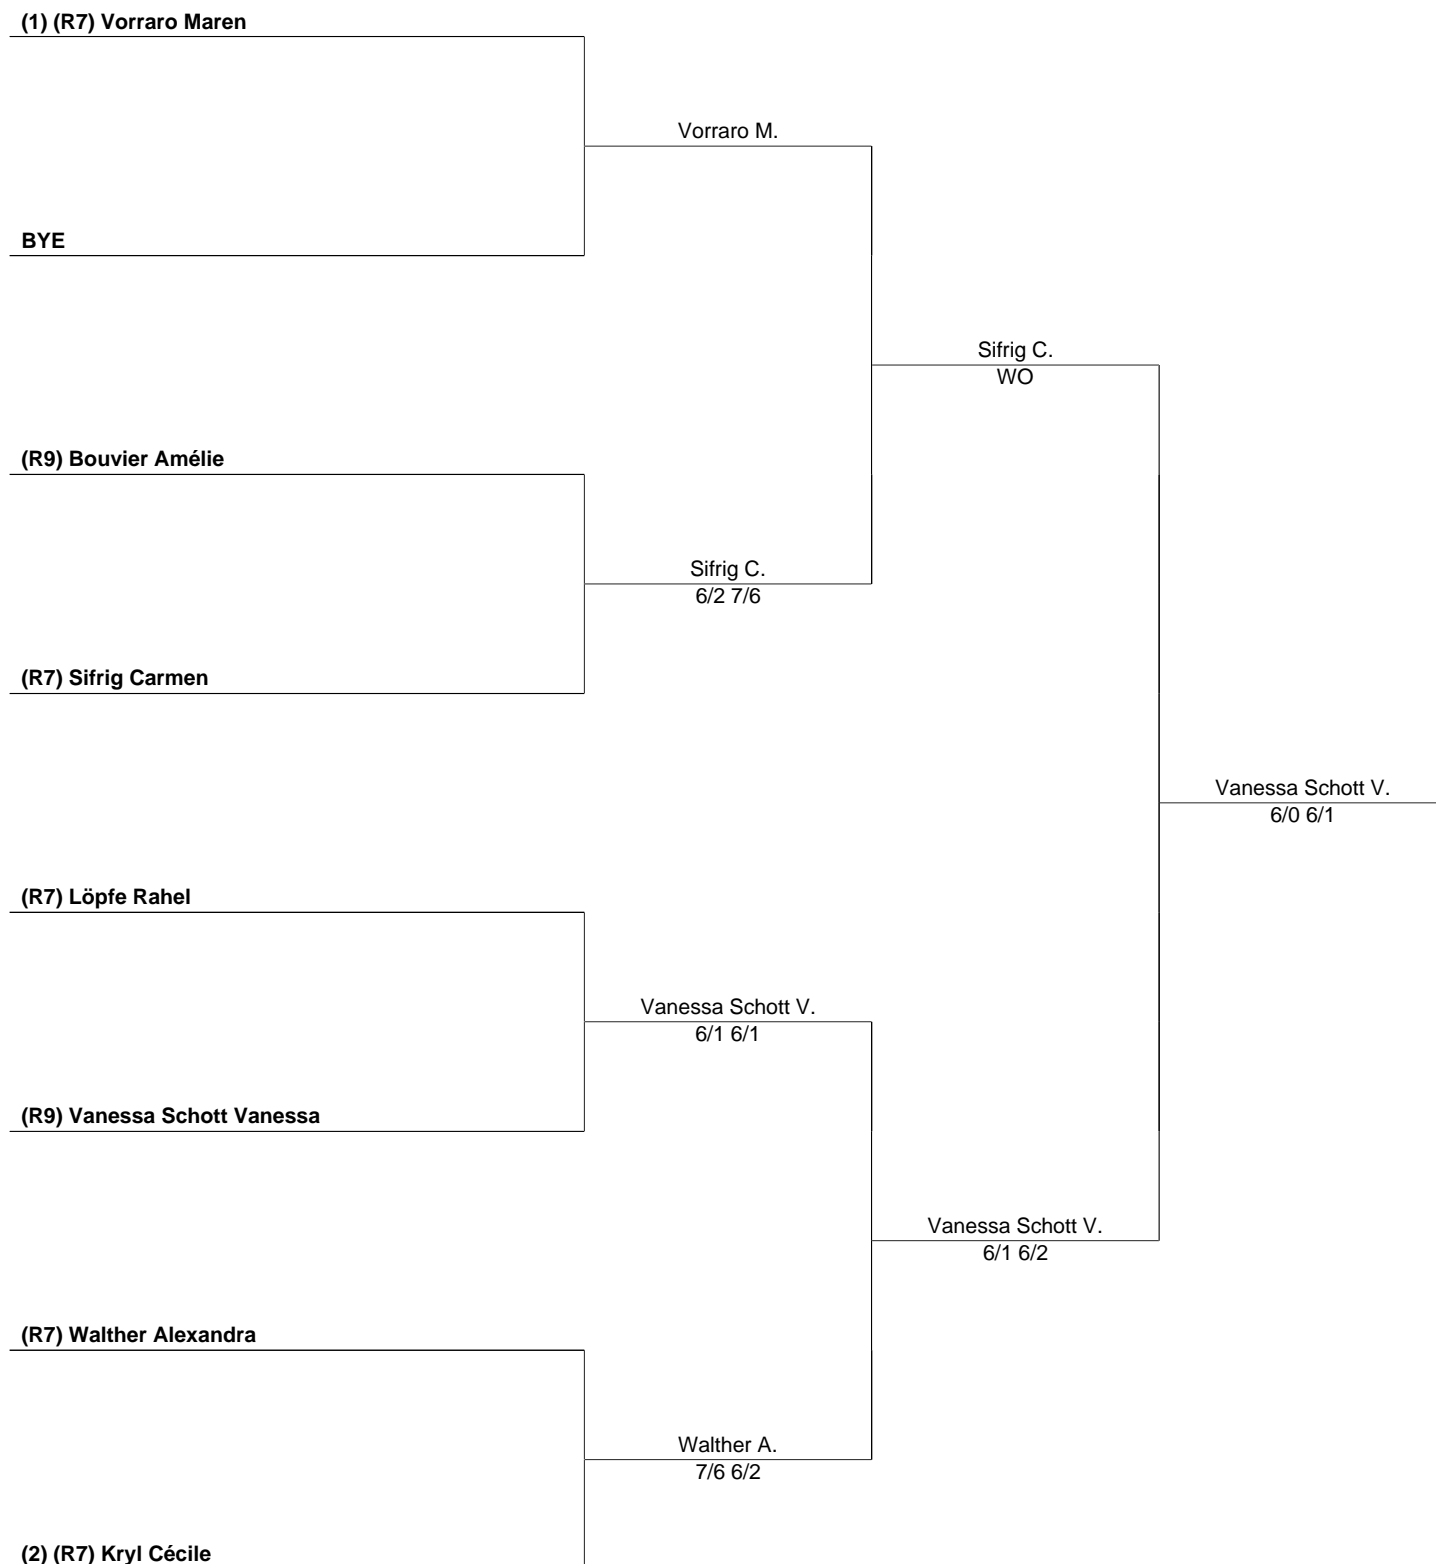 (1) (R7) Vorraro Maren
Vorraro M.
BYE
Sifrig C.
WO
(R9) Bouvier Amélie
Sifrig C.
6/2 7/6
(R7) Sifrig Carmen
Vanessa Schott V.
6/0 6/1
(R7) Löpfe Rahel
Vanessa Schott V.
6/1 6/1
(R9) Vanessa Schott Vanessa
Vanessa Schott V.
6/1 6/2
(R7) Walther Alexandra
Walther A.
7/6 6/2
(2) (R7) Kryl Cécile